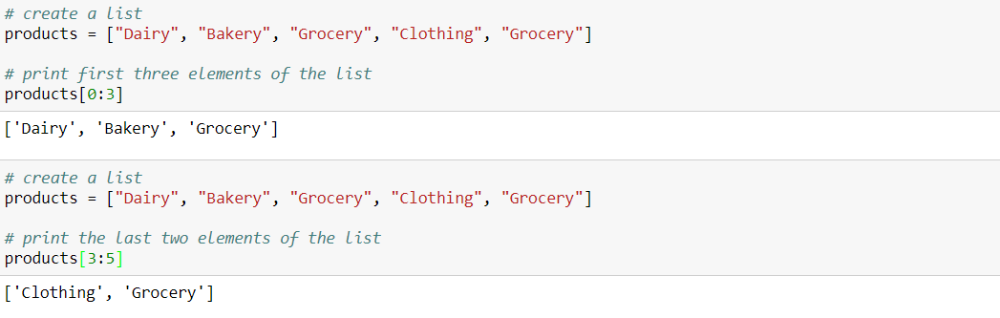 # create a list
products = ["Dairy", "Bakery", "Grocery", "Clothing", "Grocery"]
# print first three elements of the list
products[0:3]
['Dairy', 'Bakery', 'Grocery']
# create a list
products = ["Dairy", "Bakery", "Grocery", "Clothing", "Grocery"]
# print the last two elements of the list
products[3:5]
['Clothing', 'Grocery']